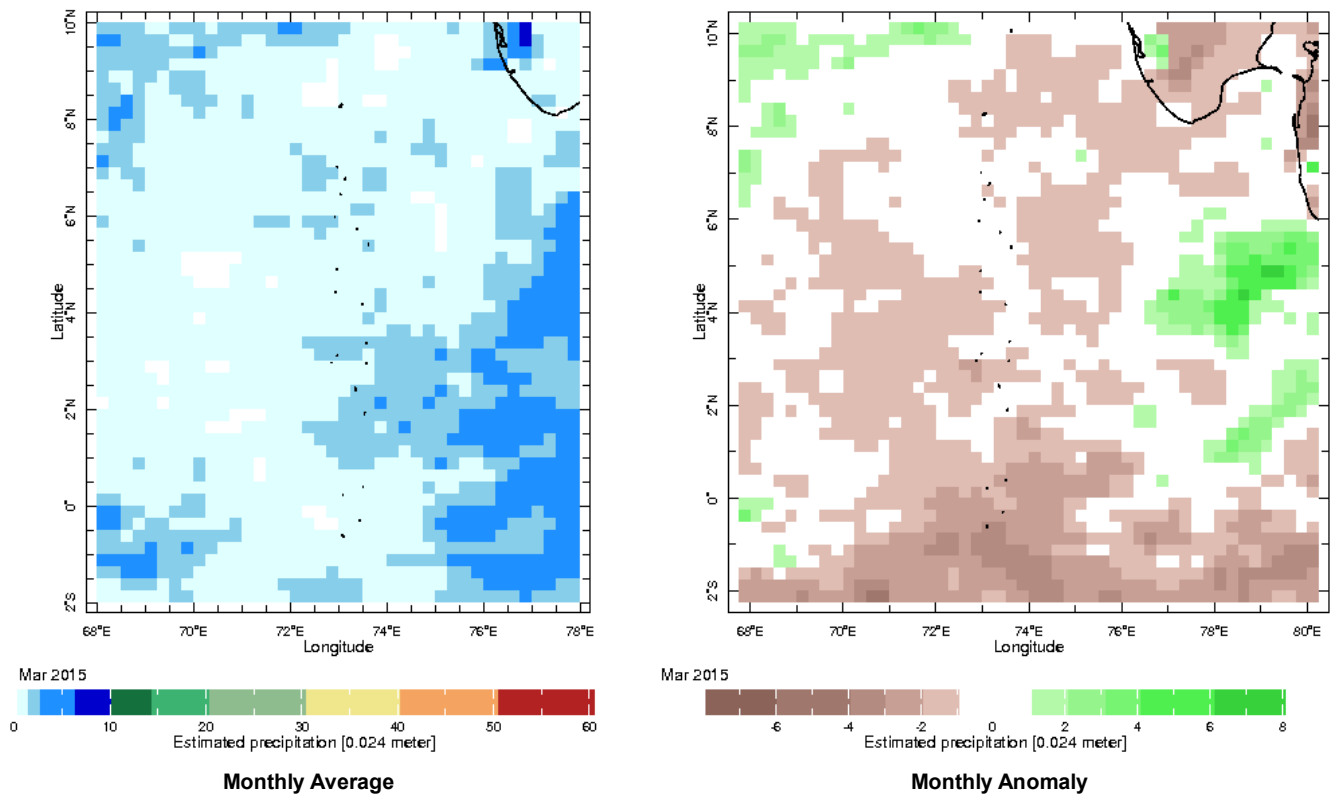 10°N
8°N
6°N
4°N
2°N
0°
2°S
Latitude
68°E 70°E 72°E 74°E 76°E 78°E
Longitude
Mar 2015
0 10 20 30 40 50 60
Estimated precipitation [0.024 meter]
Monthly Average
10°N
8°N
6°N
4°N
2°N
0°
2°S
Latitude
68°E 70°E 72°E 74°E 76°E 78°E 80°E
Longitude
Mar 2015
-6 -4 -2 0 2 4 6 8
Estimated precipitation [0.024 meter]
Monthly Anomaly